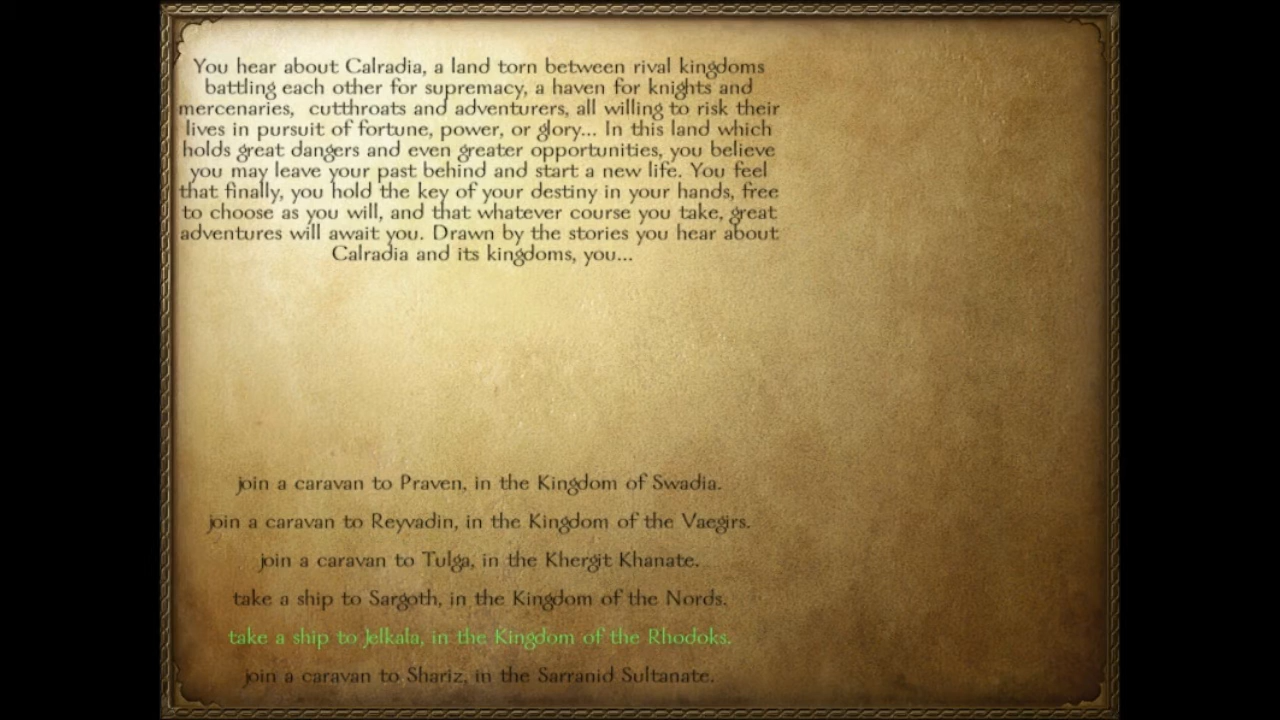 You hear about Calradia, a land torn between rival kingdoms
battling each other for supremacy, a haven for knights and
mercenaries,  cutthroats and adventurers, all willing to risk their
lives in pursuit of fortune, power, or glory... In this land which
holds great dangers and even greater opportunities, you believe
you may leave your past behind and start a new life. You feel
that finally, you hold the key of your destiny in your hands, free
to choose as you will, and that whatever course you take, great
adventures will await you. Drawn by the stories you hear about
Calradia and its kingdoms, you...
join a caravan to Praven, in the Kingdom of Swadia.
join a caravan to Reyvadin, in the Kingdom of the Vaegirs.
join a caravan to Tulga, in the Khergit Khanate.
take a ship to Sargoth, in the Kingdom of the Nords.
take a ship to Jelkala, in the Kingdom of the Rhodoks.
join a caravan to Shariz, in the Sarranid Sultanate.